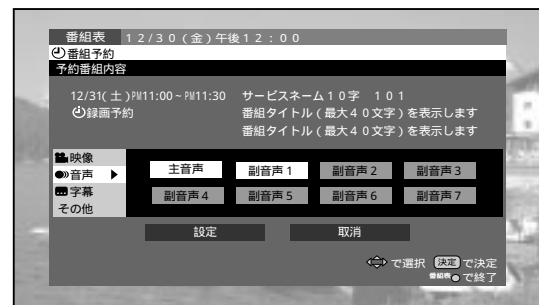 番組表 12/30(金)午後12:00
番組予約
予約番組内容
12/31(土)PM11:00~PM11:30 サービスネーム10字 101
録画予約 番組タイトル(最大40文字)を表示します
番組タイトル(最大40文字)を表示します
映像
音声 主音声 副音声1 副音声2 副音声3
字幕 副音声4 副音声5 副音声6 副音声7
その他
設定 取消
で選択 決定 で決定
番組表 で終了